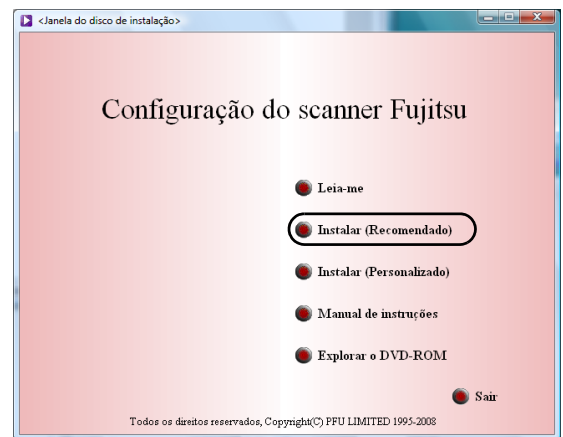 <Janela do disco de instalação>
Configuração do scanner Fujitsu
Leia-me
Instalar (Recomendado)
Instalar (Personalizado)
Manual de instruções
Explorar o DVD-ROM
Sair
Todos os direitos reservados, Copyright(C) PFU LIMITED 1995-2008